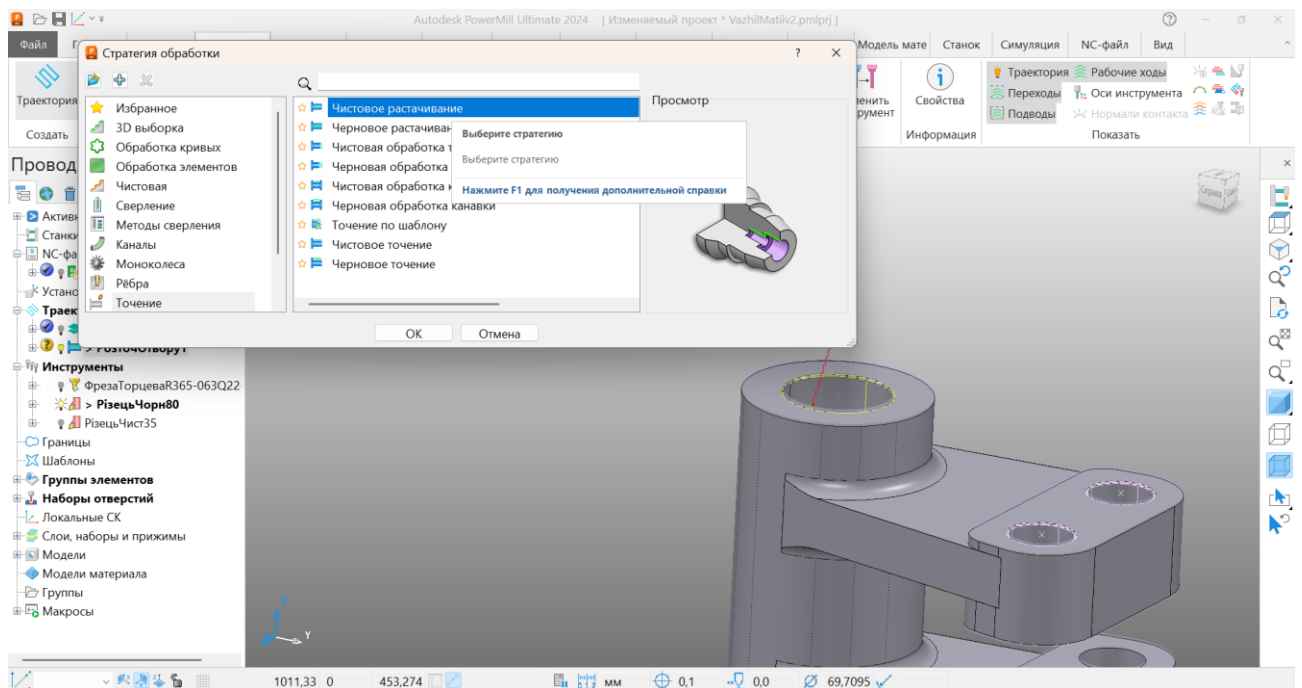 Autodesk PowerMill Ultimate 2024 [ Изменяемый проект * VazhilMatiiv2.pmlprj ]
Файл
Модель мате Станок Симуляция NC-файл Вид
Стратегия обработки ? ×
Траектория
Создать
Свойства
Информация
Траектория Рабочие ходы
Переходы Оси инструмента
Подводы Нормали контакта
Показать
Избранное
3D выборка
Обработка кривых
Обработка элементов
Чистовая
Сверление
Методы сверления
Каналы
Моноколеса
Рёбра
Точение
Чистовое растачивание
Черновое растачиван
Чистовая обработка
Черновая обработка
Чистовая обработка
Черновая обработка канавки
Точение по шаблону
Чистовое точение
Черновое точение
Выберите стратегию
Выберите стратегию
Нажмите F1 для получения дополнительной справки
Просмотр
OK Отмена
Провод
Актив
Станки
NC-фа
Устано
Траек
> РозточОтвору1
Инструменты
ФрезаТорцеваR365-063Q22
> РізецьЧорн80
РізецьЧист35
Границы
Шаблоны
Группы элементов
Наборы отверстий
Локальные СК
Слои, наборы и прижимы
Модели
Модели материала
Группы
Макросы
Справа
Z
Y
1011,33 0 453,274 мм 0,1 0,0 69,7095